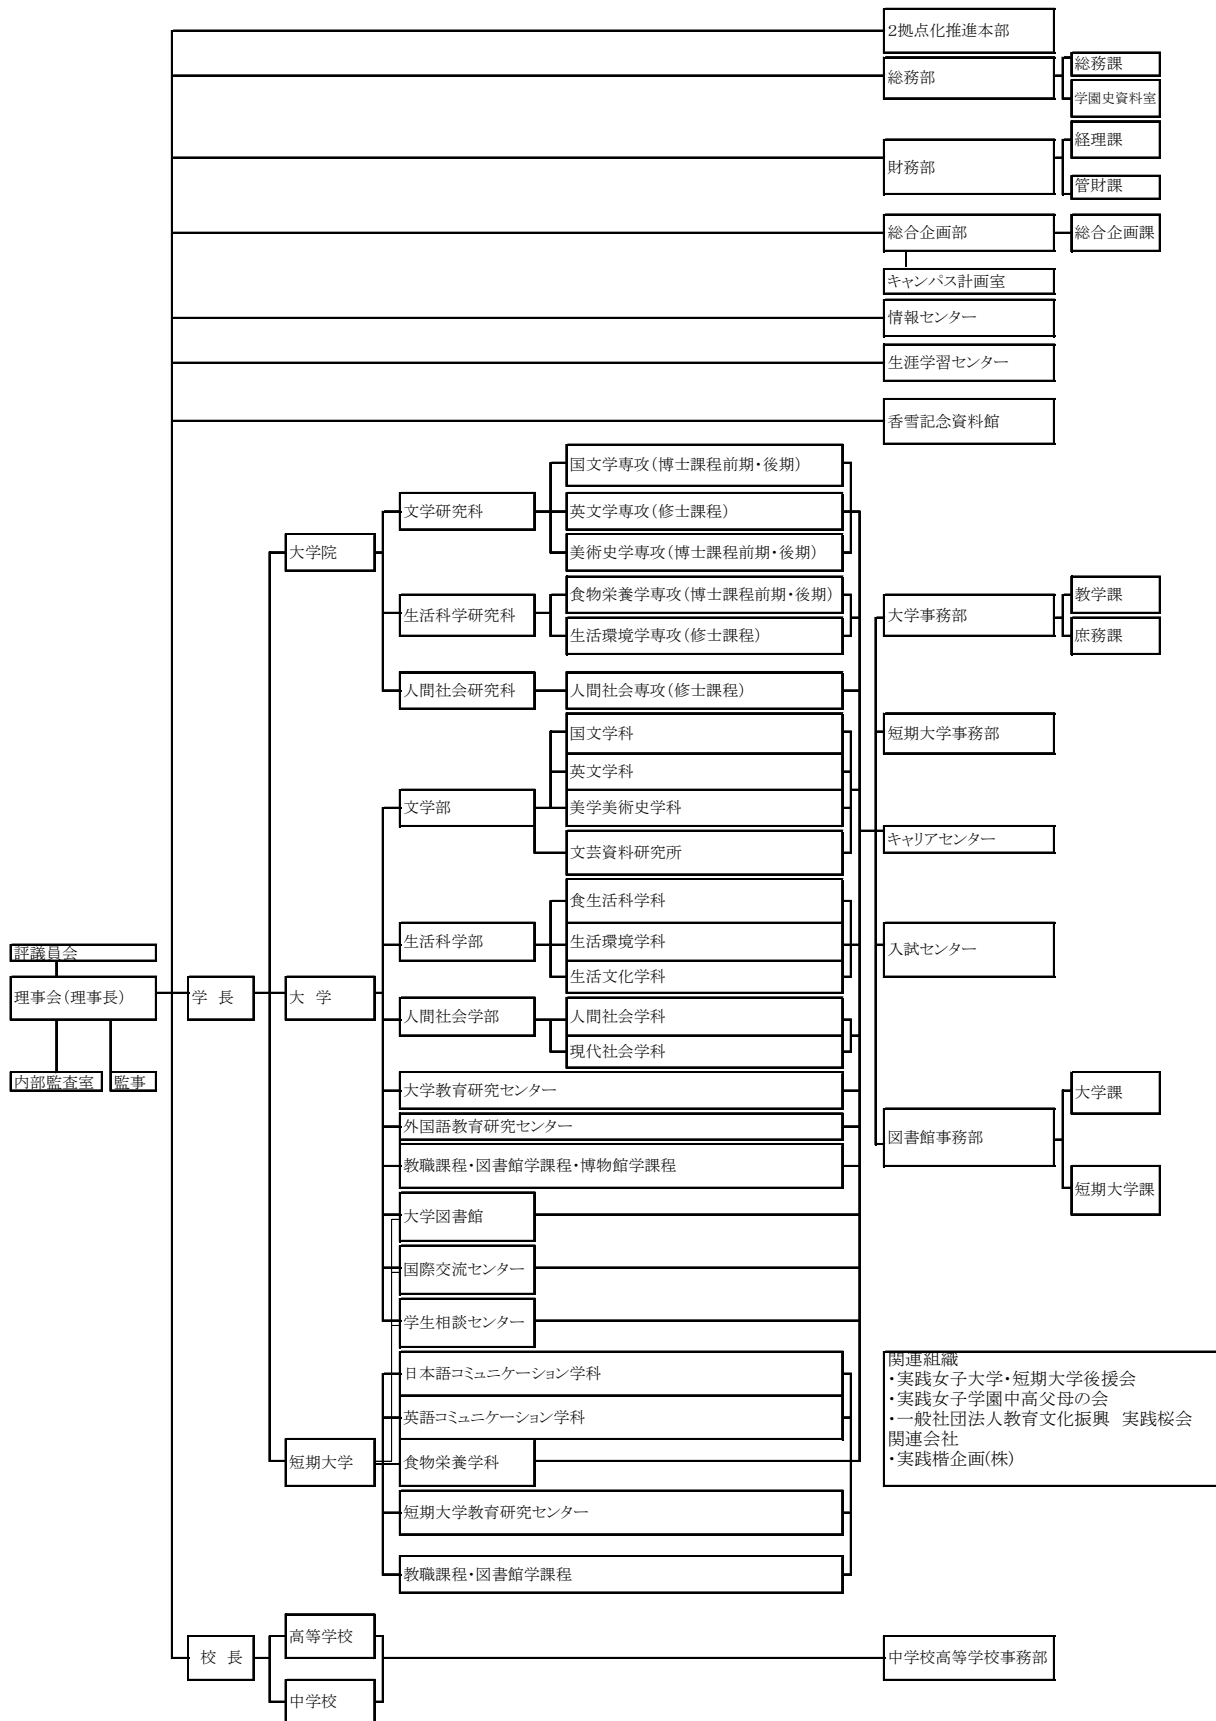 2拠点化推進本部
総務部
総務課
学園史資料室
財務部
経理課
管財課
総合企画部
総合企画課
キャンパス計画室
情報センター
生涯学習センター
香雪記念資料館
国文学専攻(博士課程前期・後期)
文学研究科
英文学専攻(修士課程)
大学院
美術史学専攻(博士課程前期・後期)
食物栄養学専攻(博士課程前期・後期)
生活科学研究科
生活環境学専攻(修士課程)
大学事務部
教学課
庶務課
人間社会研究科
人間社会専攻(修士課程)
国文学科
短期大学事務部
英文学科
文学部
美学美術史学科
キャリアセンター
文芸資料研究所
食生活科学科
生活科学部
生活環境学科
入試センター
生活文化学科
評議員会
理事会(理事長)
学 長
大 学
人間社会学部
人間社会学科
現代社会学科
内部監査室
監事
大学教育研究センター
大学課
外国語教育研究センター
図書館事務部
教職課程・図書館学課程・博物館学課程
短期大学課
大学図書館
国際交流センター
学生相談センター
日本語コミュニケーション学科
英語コミュニケーション学科
短期大学
食物栄養学科
短期大学教育研究センター
教職課程・図書館学課程
関連組織
・実践女子大学・短期大学後援会
・実践女子学園中高父母の会
・一般社団法人教育文化振興 実践桜会
関連会社
・実践楷企画(株)
高等学校
校 長
中学校
中学校高等学校事務部